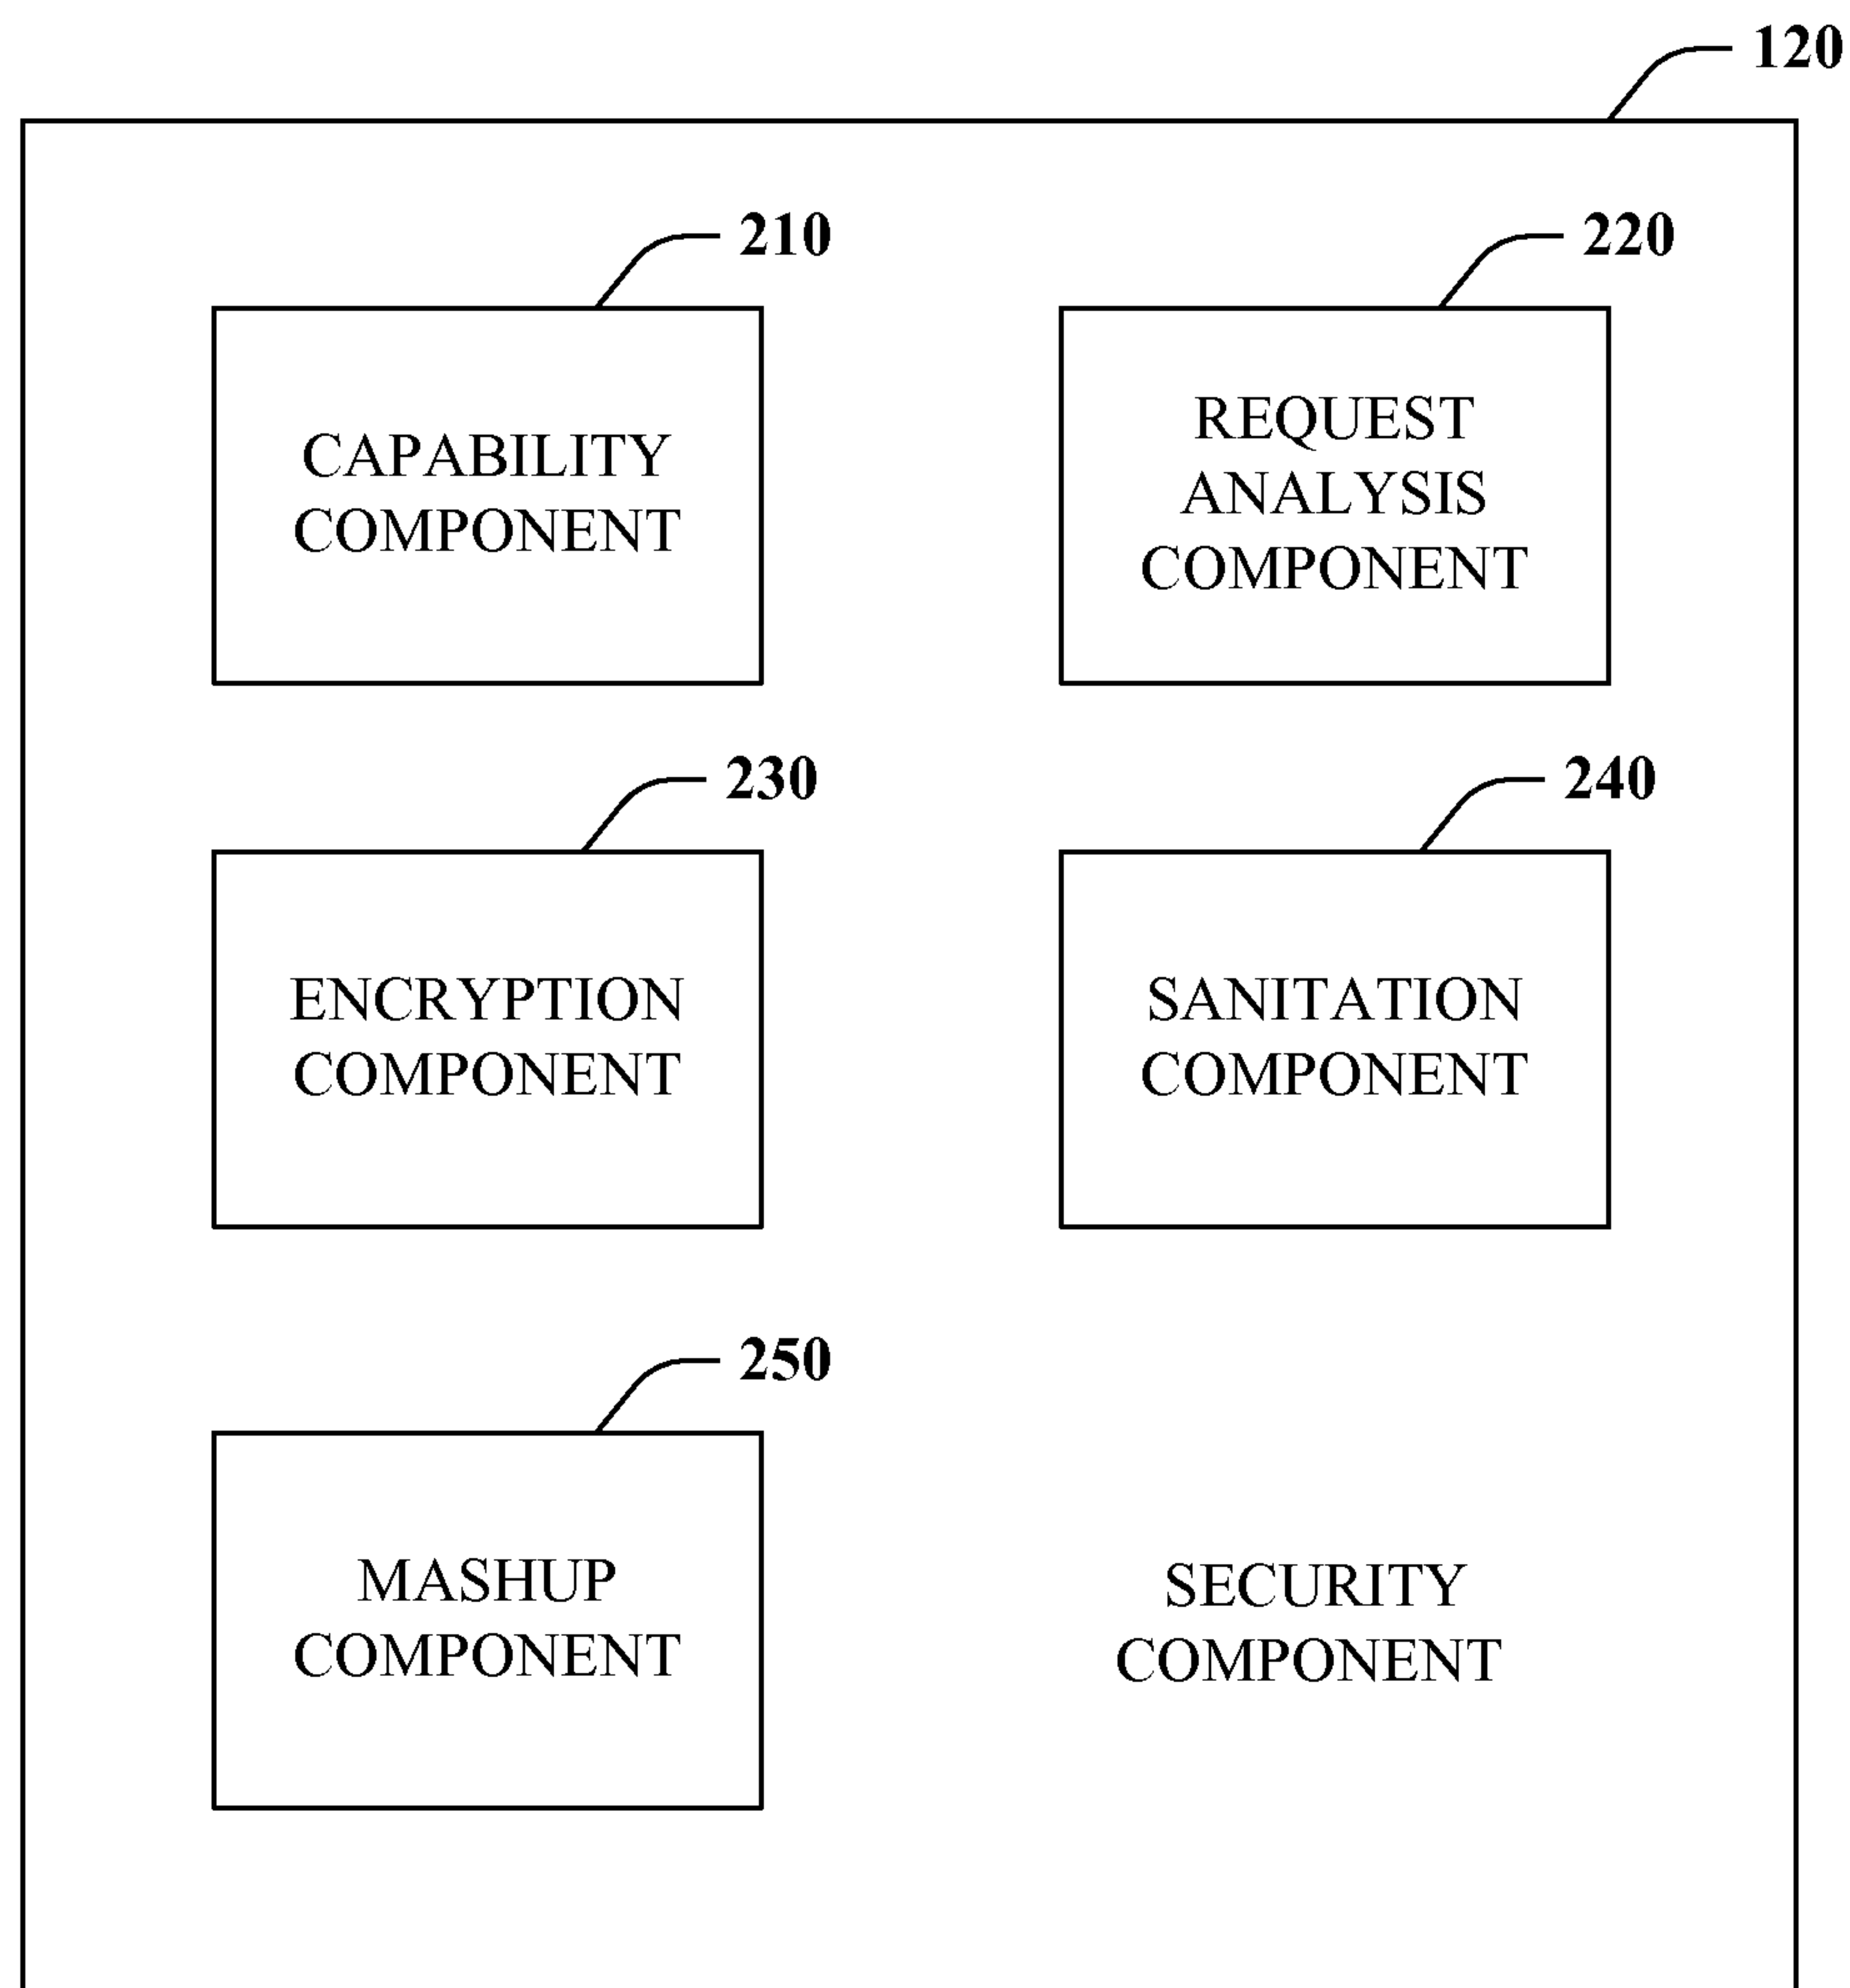 120
210
220
CAPABILITY
COMPONENT
REQUEST
ANALYSIS
COMPONENT
230
240
ENCRYPTION
COMPONENT
SANITATION
COMPONENT
250
MASHUP
COMPONENT
SECURITY
COMPONENT